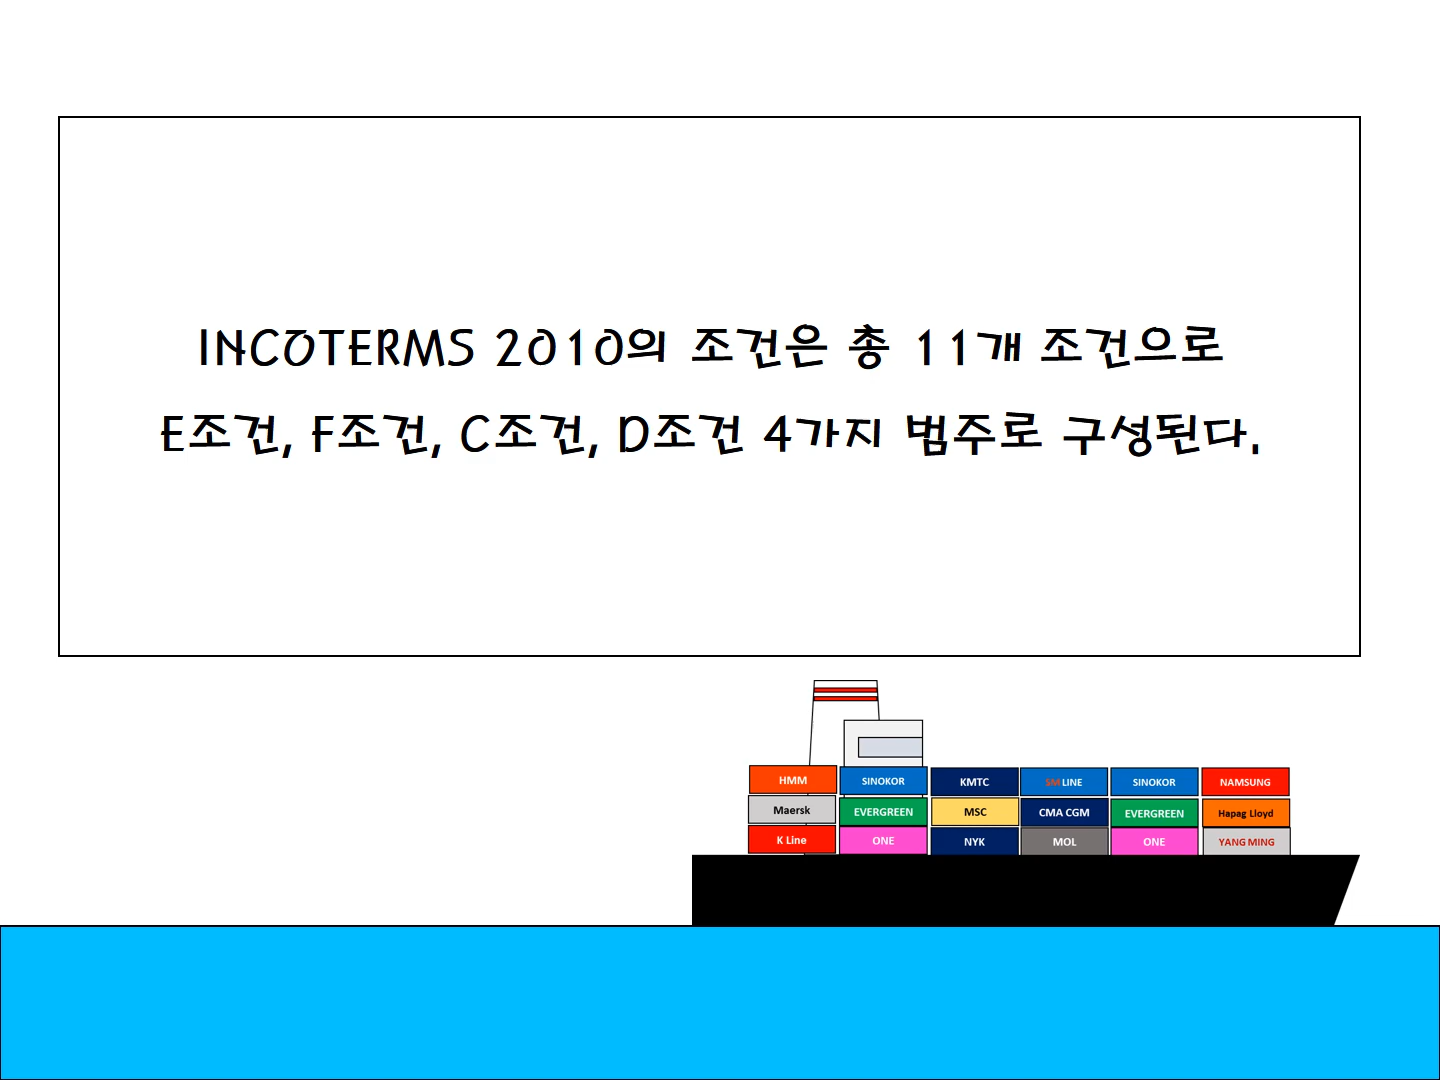 INCOTERMS 2010의 조건은 총 11개 조건으로
E조건, F조건, C조건, D조건 4가지 범주로 구성된다.
HMM SINOKOR KMTC SM LINE SINOKOR NAMSUNG
Maersk EVERGREEN MSC CMA CGM EVERGREEN Hapag Lloyd
K Line ONE NYK MOL ONE YANG MING